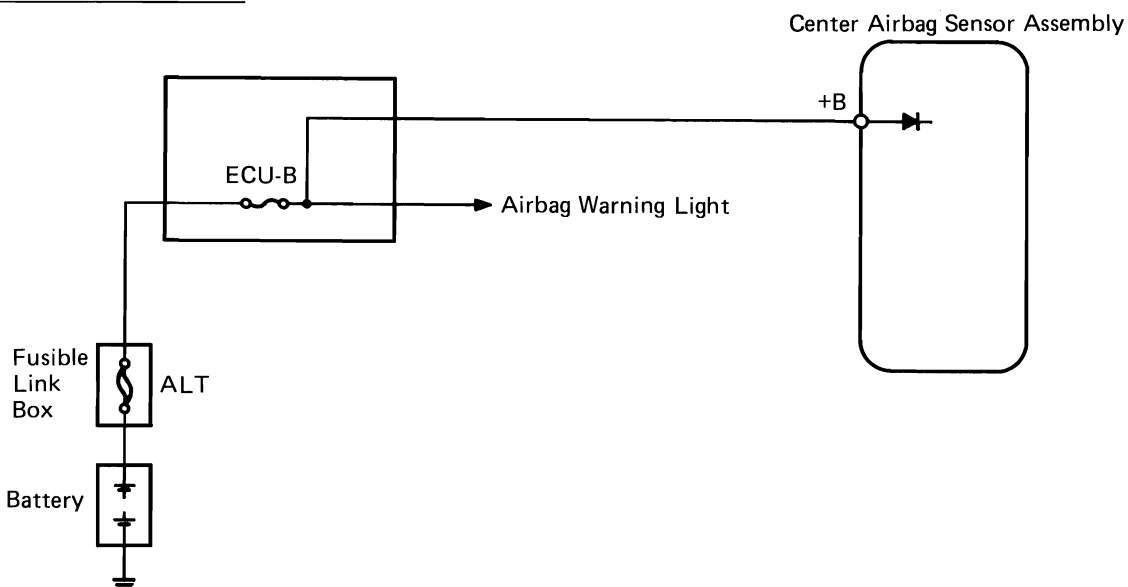 Center Airbag Sensor Assembly
+B
ECU-B
Airbag Warning Light
Fusible
Link
Box
ALT
Battery